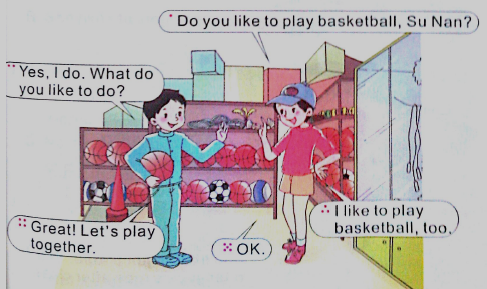 Do you like to play basketball, Su Nan?
Yes, I do. What do
you like to do?
I like to play
basketball, too.
Great! Let's play
together.
OK.